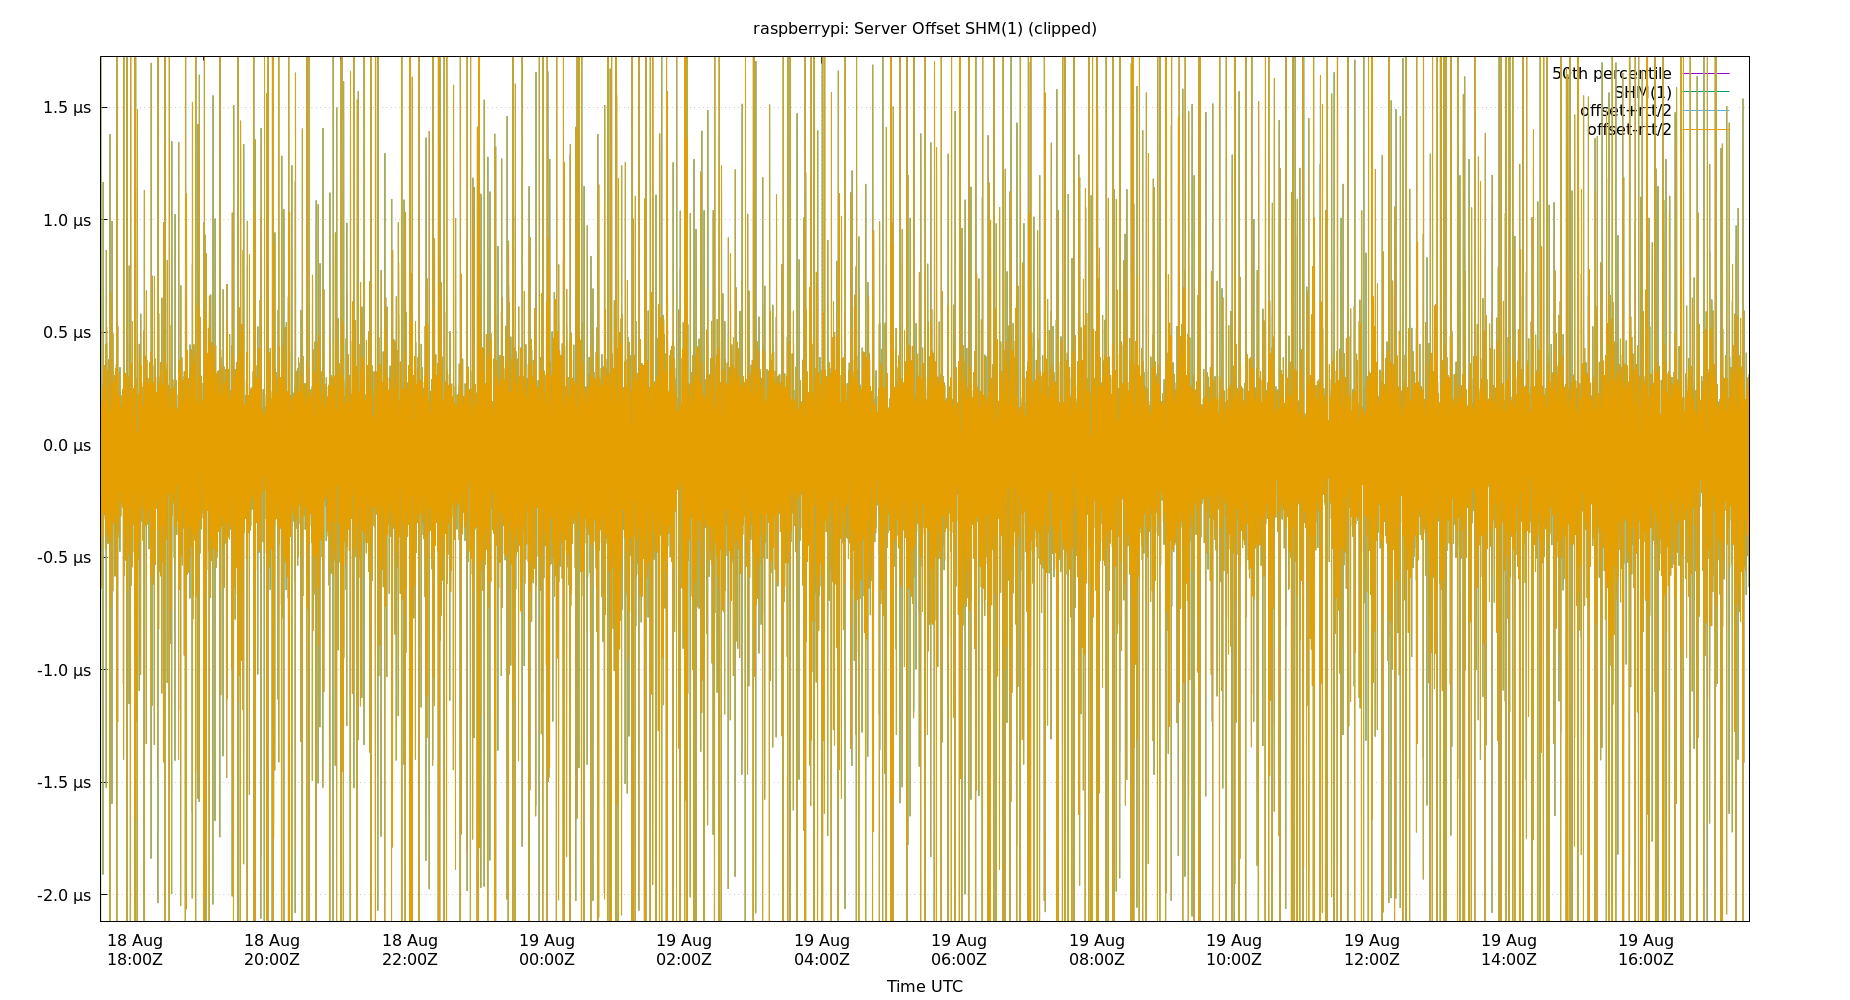 raspberrypi: Server Offset SHM(1) (clipped)
50th percentile
SHM(1)
offset+rtt/2
offset-rtt/2
1.5 µs
1.0 µs
0.5 µs
0.0 µs
-0.5 µs
-1.0 µs
-1.5 µs
-2.0 µs
18 Aug 18 Aug 18 Aug 19 Aug 19 Aug 19 Aug 19 Aug 19 Aug 19 Aug 19 Aug 19 Aug 19 Aug
18:00Z 20:00Z 22:00Z 00:00Z 02:00Z 04:00Z 06:00Z 08:00Z 10:00Z 12:00Z 14:00Z 16:00Z
Time UTC